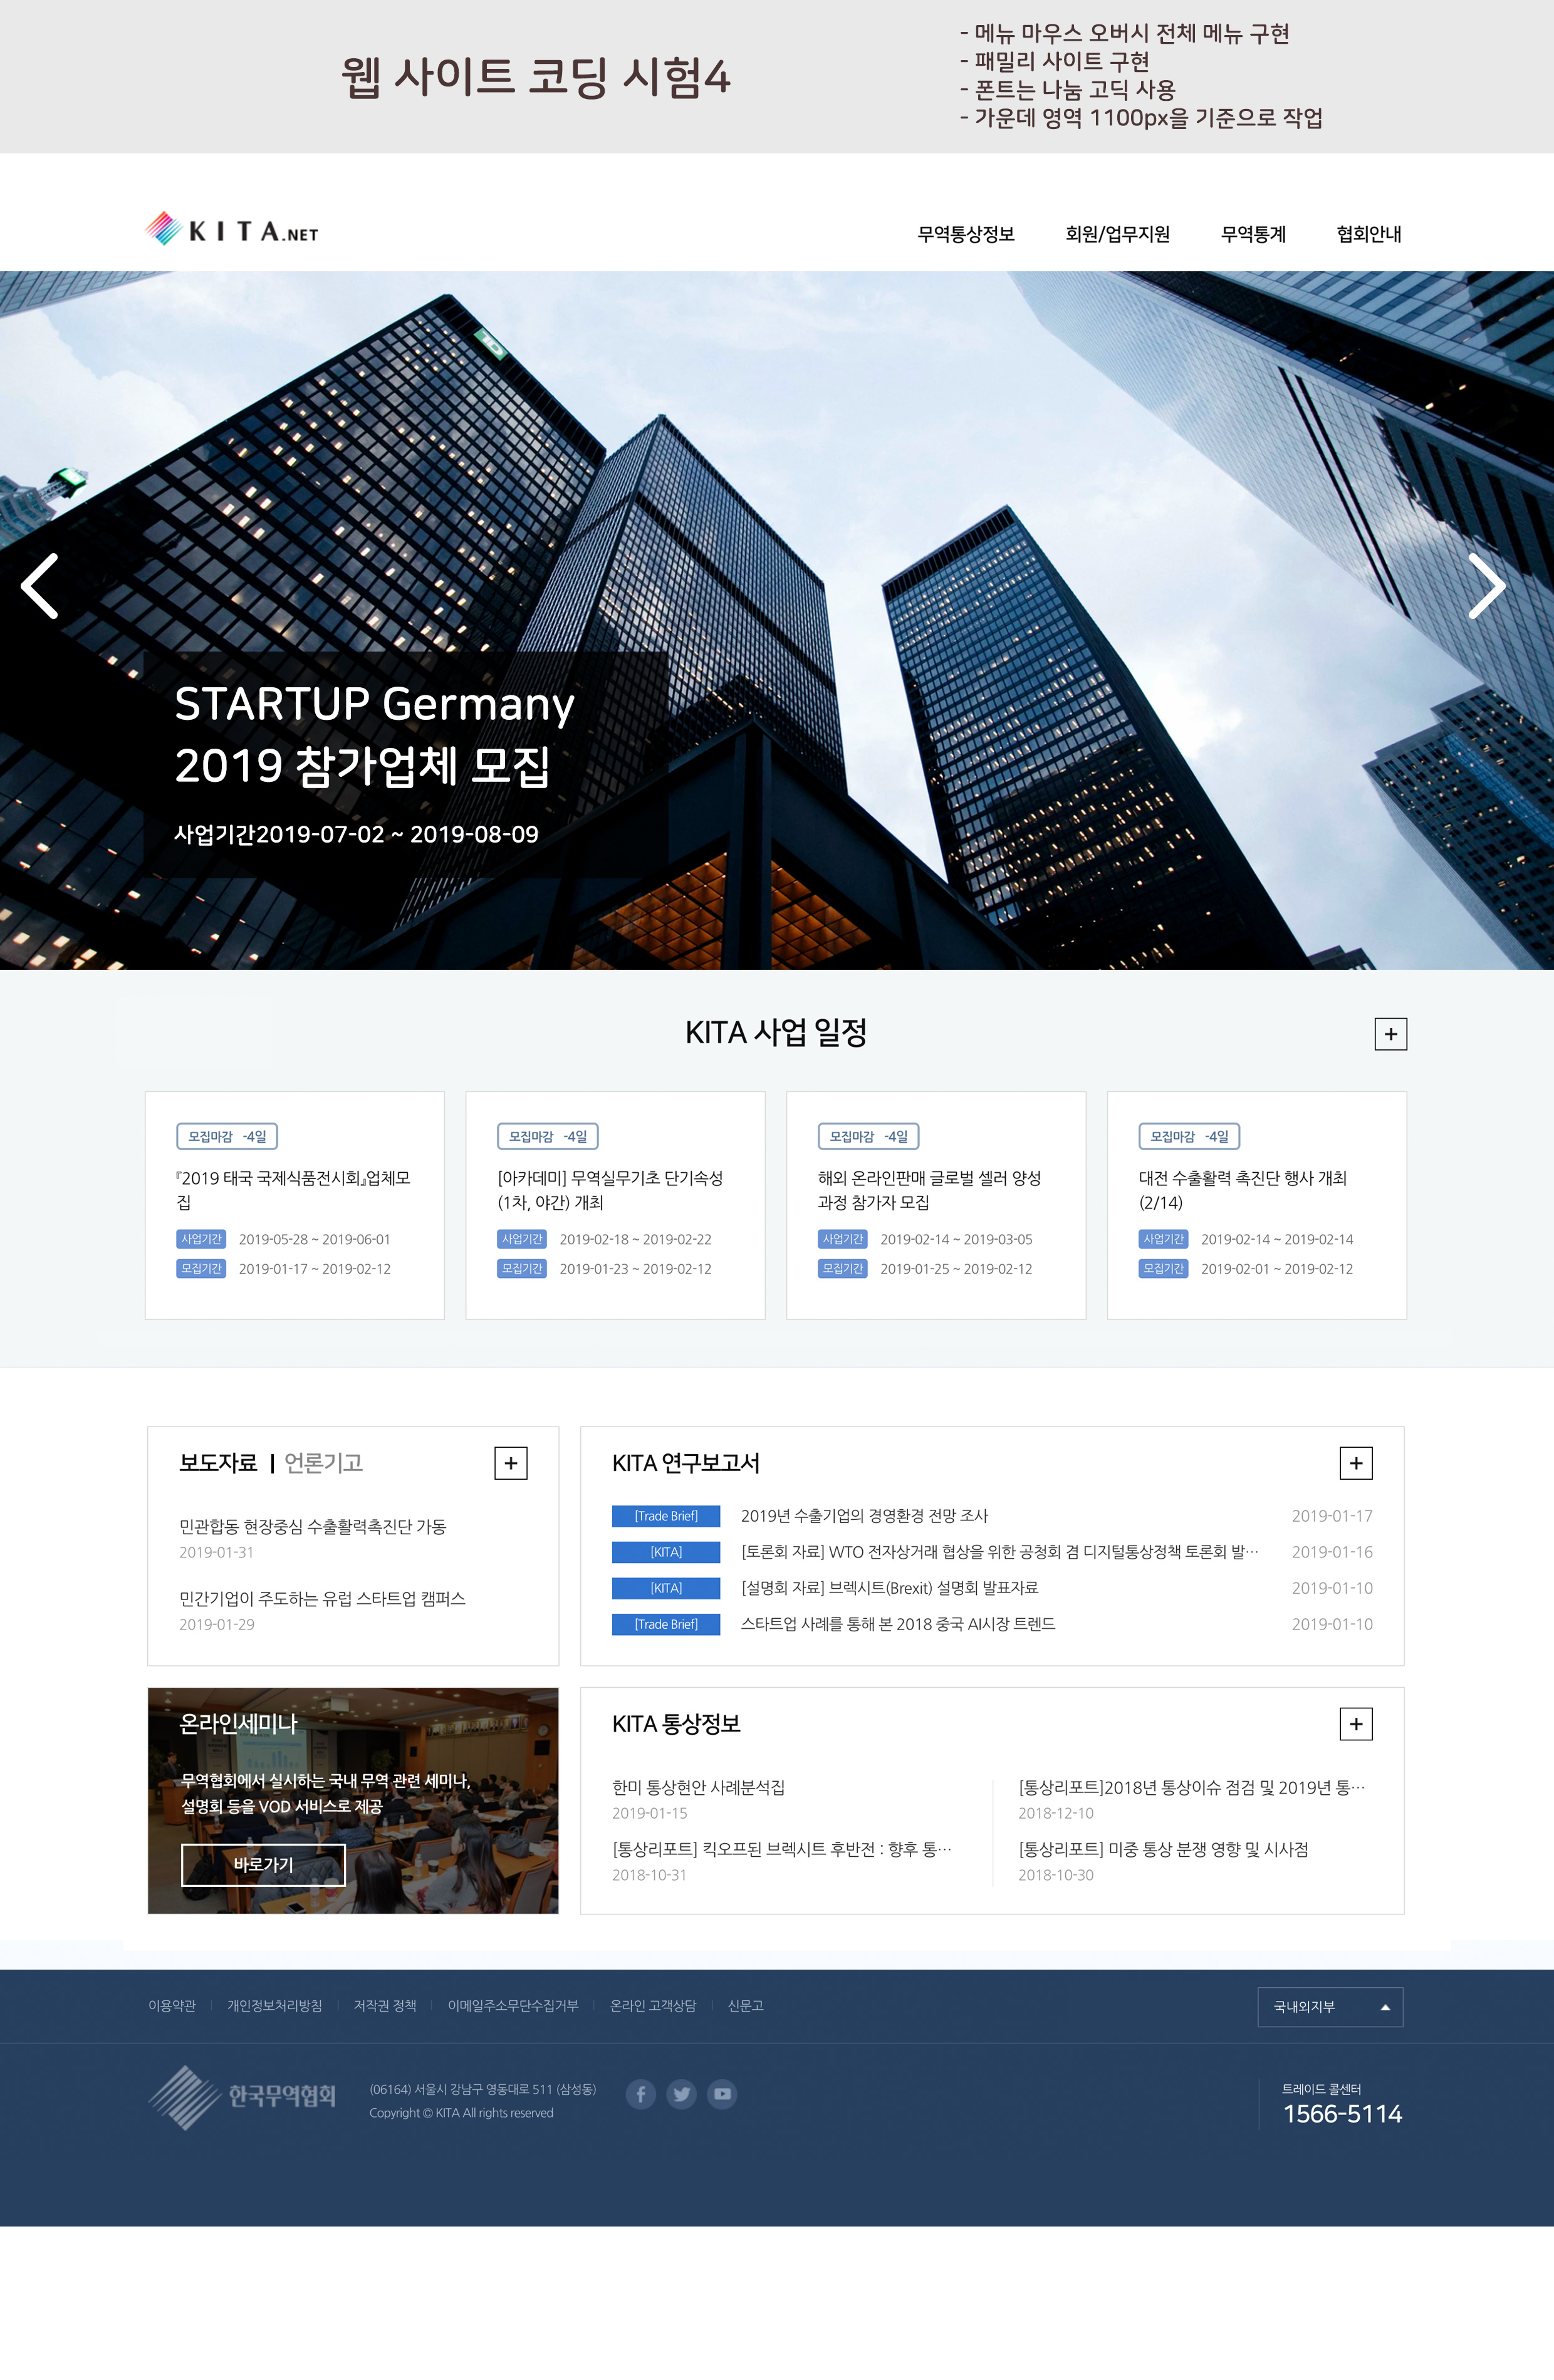 웹 사이트 코딩 시험4
- 메뉴 마우스 오버시 전체 메뉴 구현
- 패밀리 사이트 구현
- 폰트는 나눔 고딕 사용
- 가운데 영역 1100px을 기준으로 작업
KITA.NET
무역통상정보 회원/업무지원 무역통계 협회안내
TD
STARTUP Germany
2019 참가업체 모집
사업기간2019-07-02 ~ 2019-08-09
KITA 사업 일정
+
모집마감 -4일
『2019 태국 국제식품전시회』업체모
집
사업기간 2019-05-28 ~ 2019-06-01
모집기간 2019-01-17 ~ 2019-02-12
모집마감 -4일
[아카데미] 무역실무기초 단기속성
(1차, 야간) 개최
사업기간 2019-02-18 ~ 2019-02-22
모집기간 2019-01-23 ~ 2019-02-12
모집마감 -4일
해외 온라인판매 글로벌 셀러 양성
과정 참가자 모집
사업기간 2019-02-14 ~ 2019-03-05
모집기간 2019-01-25 ~ 2019-02-12
모집마감 -4일
대전 수출활력 촉진단 행사 개최
(2/14)
사업기간 2019-02-14 ~ 2019-02-14
모집기간 2019-02-01 ~ 2019-02-12
보도자료 | 언론기고 +
민관합동 현장중심 수출활력촉진단 가동
2019-01-31
민간기업이 주도하는 유럽 스타트업 캠퍼스
2019-01-29
KITA 연구보고서 +
[Trade Brief] 2019년 수출기업의 경영환경 전망 조사 2019-01-17
[KITA] [토론회 자료] WTO 전자상거래 협상을 위한 공청회 겸 디지털통상정책 토론회 발… 2019-01-16
[KITA] [설명회 자료] 브렉시트(Brexit) 설명회 발표자료 2019-01-10
[Trade Brief] 스타트업 사례를 통해 본 2018 중국 AI시장 트렌드 2019-01-10
온라인세미나
무역협회에서 실시하는 국내 무역 관련 세미나,
설명회 등을 VOD 서비스로 제공
바로가기
KITA 통상정보 +
한미 통상현안 사례분석집
2019-01-15
[통상리포트] 킥오프된 브렉시트 후반전 : 향후 통…
2018-10-31
[통상리포트]2018년 통상이슈 점검 및 2019년 통…
2018-12-10
[통상리포트] 미중 통상 분쟁 영향 및 시사점
2018-10-30
이용약관 | 개인정보처리방침 | 저작권 정책 | 이메일주소무단수집거부 | 온라인 고객상담 | 신문고
국내외지부
한국무역협회
(06164) 서울시 강남구 영동대로 511 (삼성동)
Copyright © KITA All rights reserved
트레이드 콜센터
1566-5114